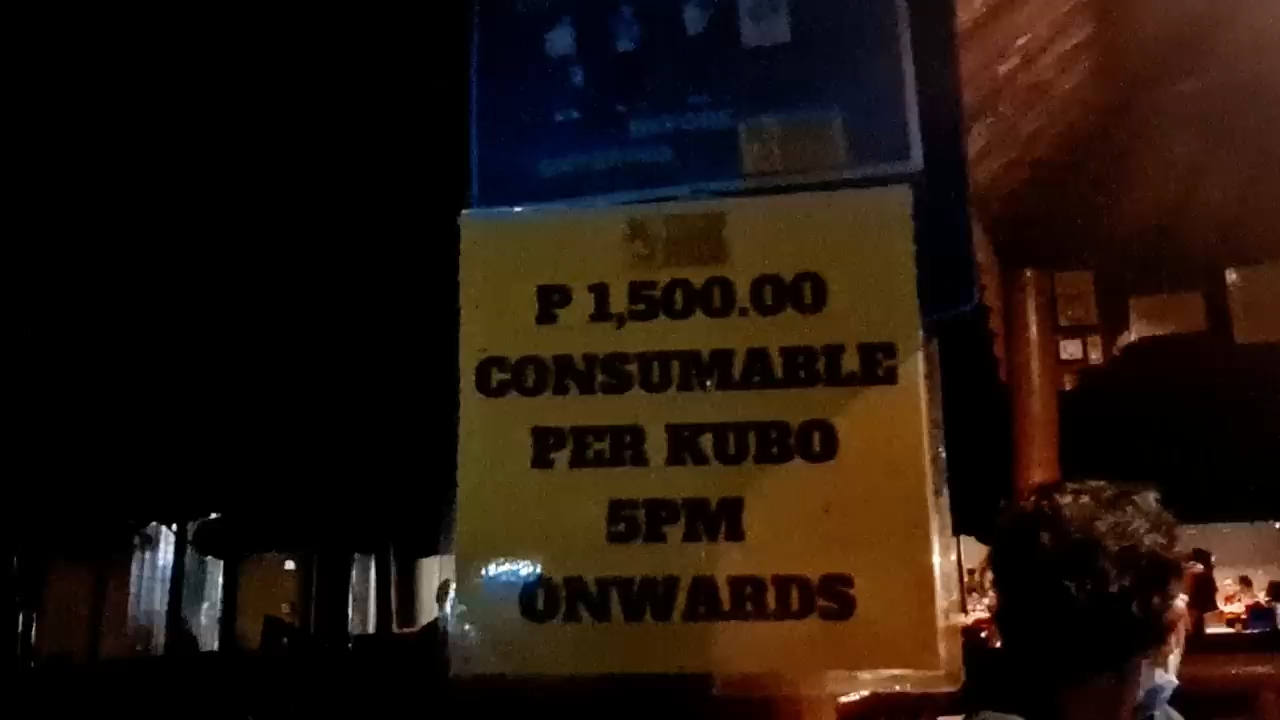 P 1,500.00
CONSUMABLE
PER KUBO
5PM
ONWARDS